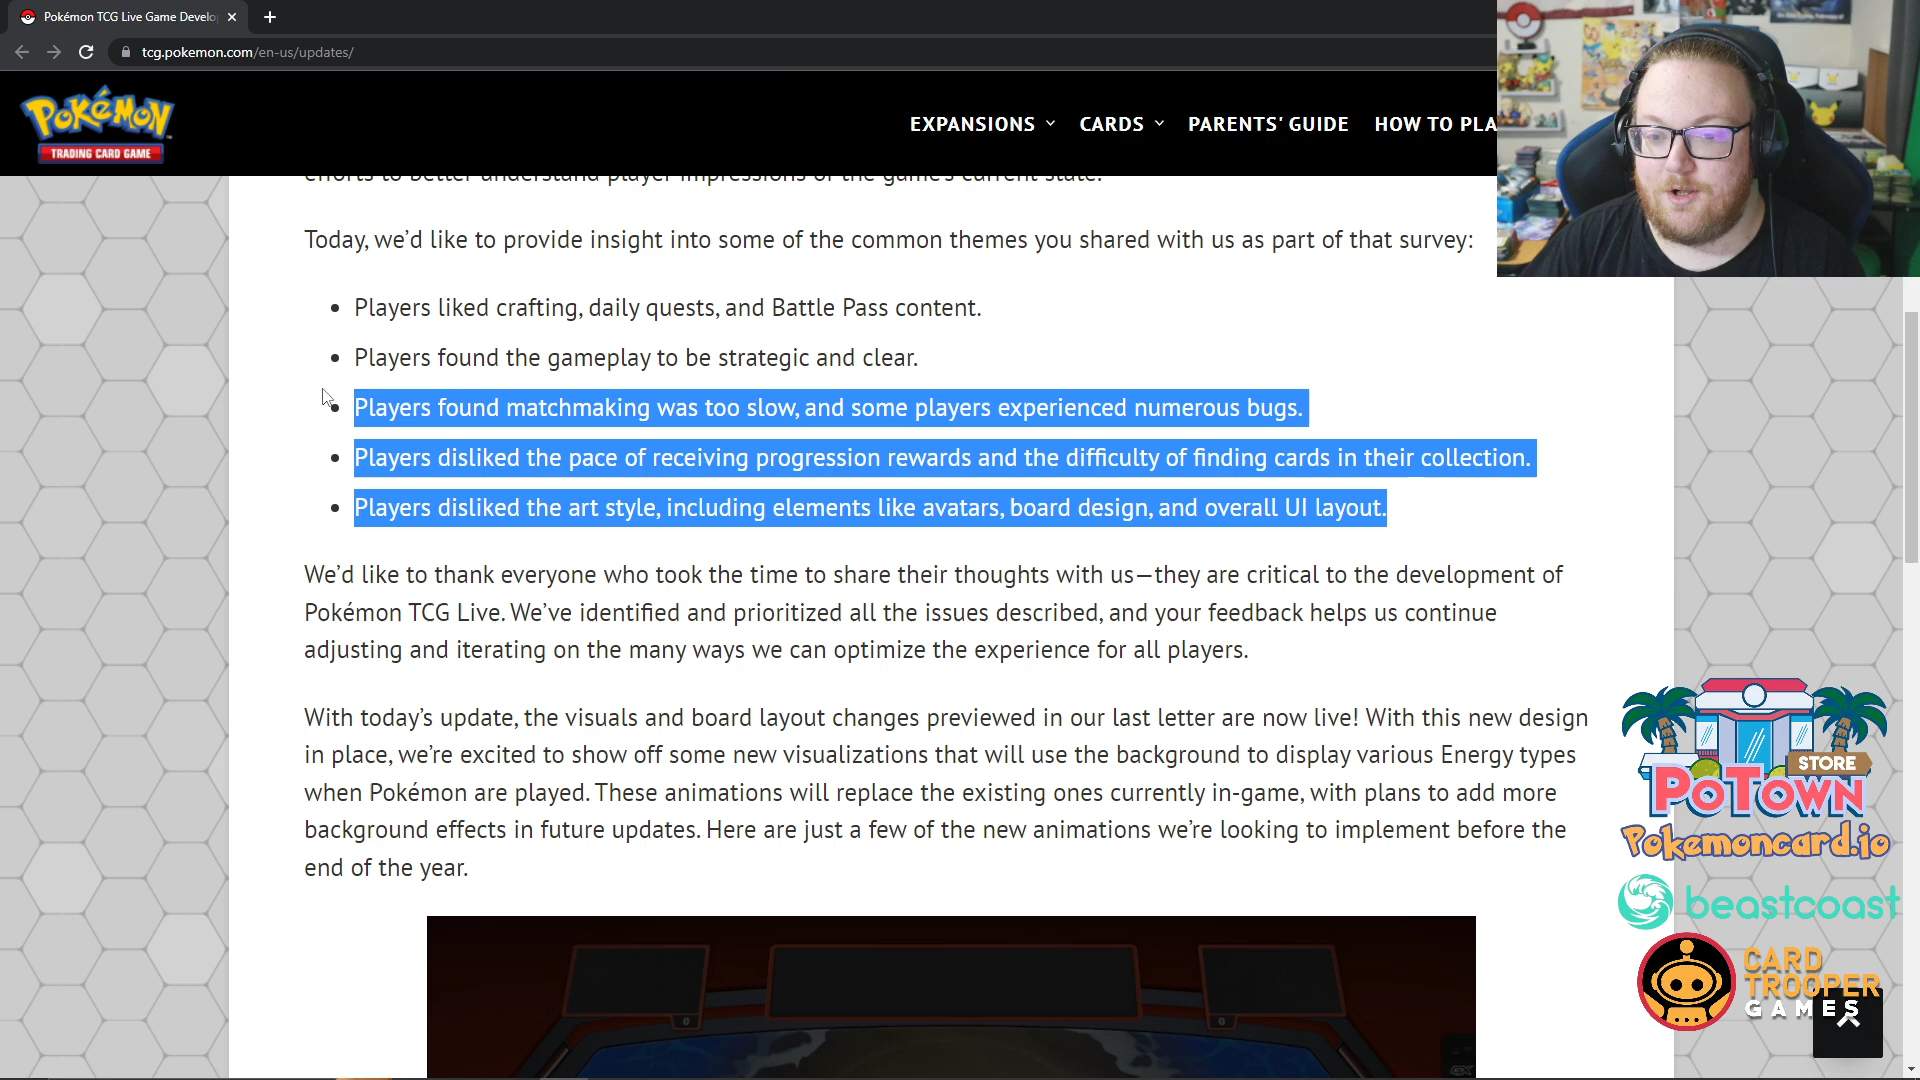 Pokémon TCG Live Game Develo
tcg.pokemon.com/en-us/updates/
POKéMON
TRADING CARD GAME
EXPANSIONS CARDS PARENTS' GUIDE HOW TO PLA
efforts to better understand player impressions of the game's current state.
Today, we'd like to provide insight into some of the common themes you shared with us as part of that survey:
• Players liked crafting, daily quests, and Battle Pass content.
• Players found the gameplay to be strategic and clear.
• Players found matchmaking was too slow, and some players experienced numerous bugs.
• Players disliked the pace of receiving progression rewards and the difficulty of finding cards in their collection.
• Players disliked the art style, including elements like avatars, board design, and overall UI layout.
We'd like to thank everyone who took the time to share their thoughts with us—they are critical to the development of
Pokémon TCG Live. We've identified and prioritized all the issues described, and your feedback helps us continue
adjusting and iterating on the many ways we can optimize the experience for all players.
With today's update, the visuals and board layout changes previewed in our last letter are now live! With this new design
in place, we're excited to show off some new visualizations that will use the background to display various Energy types
when Pokémon are played. These animations will replace the existing ones currently in-game, with plans to add more
background effects in future updates. Here are just a few of the new animations we're looking to implement before the
end of the year.
STORE
POTOWN
Pokemoncard.io
beastcoast
CARD
TROOPER
GAMES
0
0